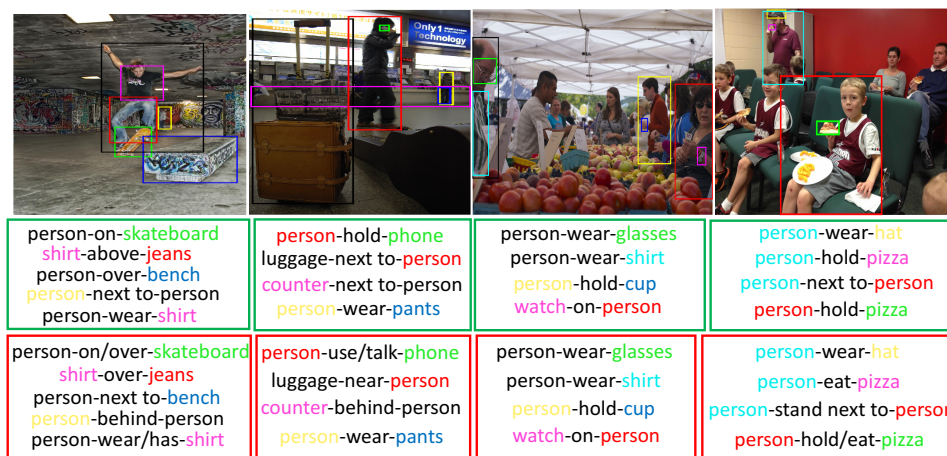 Only 1
Technology
person-on-skateboard
shirt-above-jeans
person-over-bench
person-next to-person
person-wear-shirt
person-hold-phone
luggage-next to-person
counter-next to-person
person-wear-pants
person-wear-glasses
person-wear-shirt
person-hold-cup
watch-on-person
person-wear-hat
person-hold-pizza
person-next to-person
person-hold-pizza
person-on/over-skateboard
shirt-over-jeans
person-next to-bench
person-behind-person
person-wear/has-shirt
person-use/talk-phone
luggage-near-person
counter-behind-person
person-wear-pants
person-wear-glasses
person-wear-shirt
person-hold-cup
watch-on-person
person-wear-hat
person-eat-pizza
person-stand next to-person
person-hold/eat-pizza